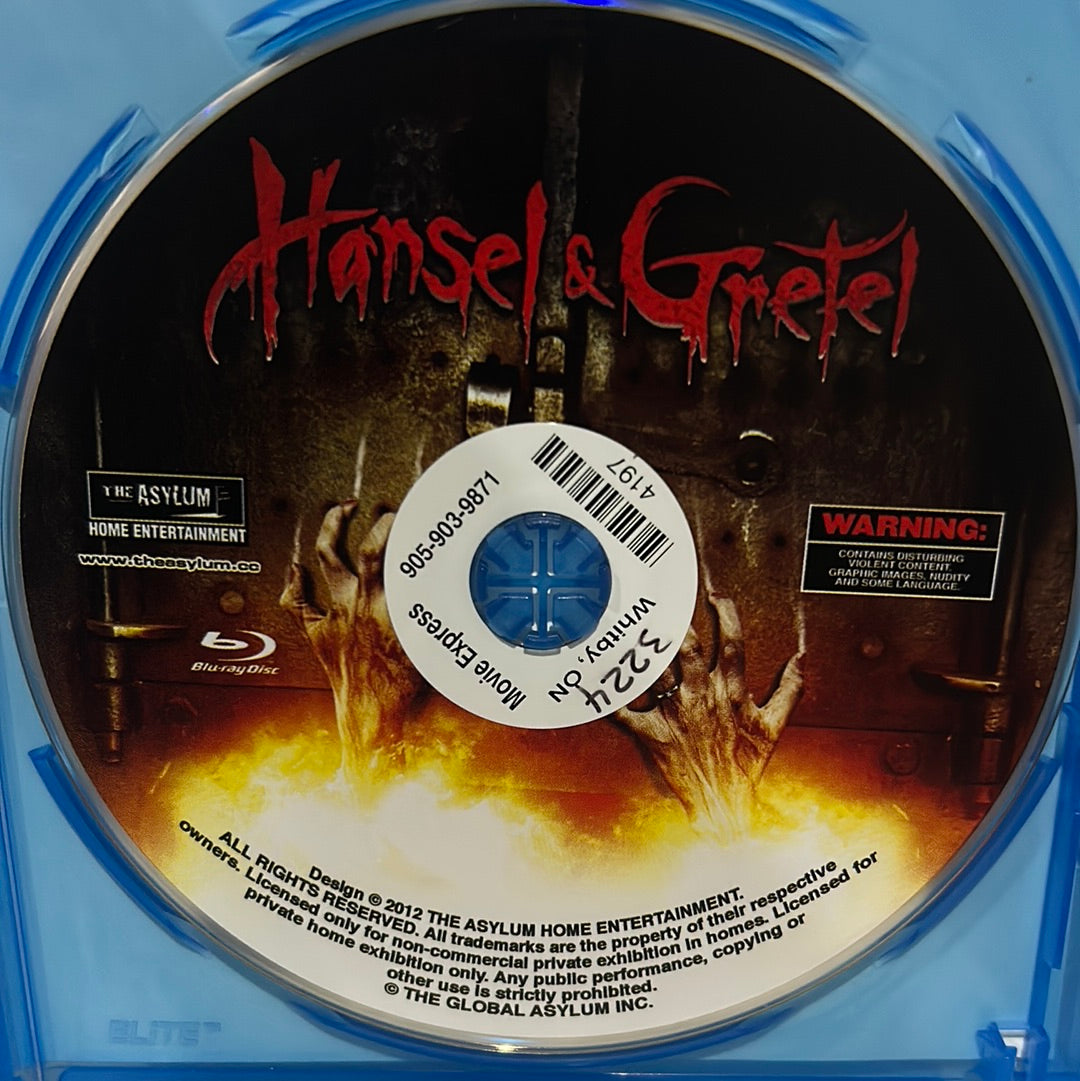 Hansel & Gretel
THE ASYLUM
HOME ENTERTAINMENT
www.theasylum.cc
Blu-ray Disc
905-903-9871
4197
Movie Express
Whitby, ON
3224
WARNING:
CONTAINS DISTURBING
VIOLENT CONTENT.
GRAPHIC IMAGES, NUDITY
AND SOME LANGUAGE.
Design © 2012 THE ASYLUM HOME ENTERTAINMENT.
ALL RIGHTS RESERVED. All trademarks are the property of their respective
owners. Licensed only for non-commercial private exhibition in homes. Licensed for
private home exhibition only. Any public performance, copying or
other use is strictly prohibited.
© THE GLOBAL ASYLUM INC.
ELITE™